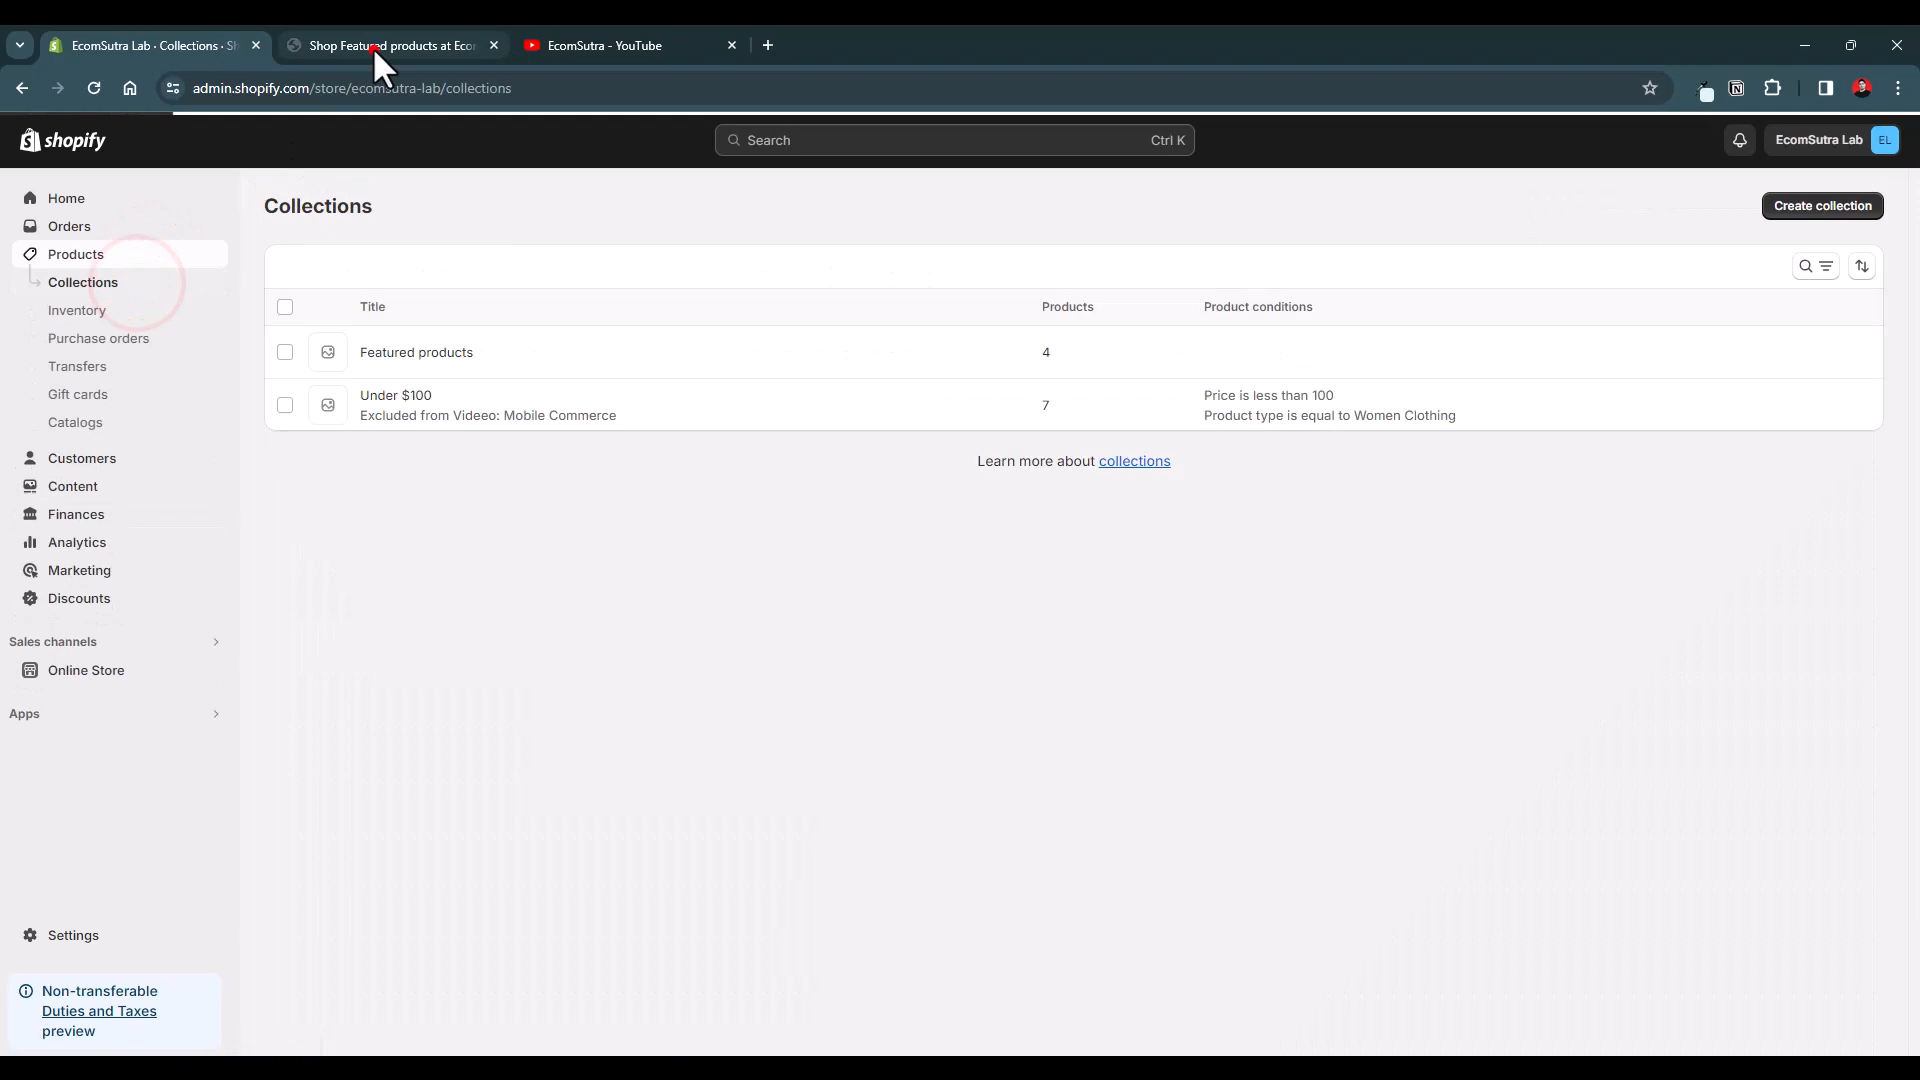 EcomSutra Lab · Collections · Sh
Shop Featured products at Ecor
EcomSutra - YouTube
admin.shopify.com/store/ecomsutra-lab/collections
shopify
Search
Ctrl K
EcomSutra Lab
EL
Home
Orders
Products
Collections
Inventory
Purchase orders
Transfers
Gift cards
Catalogs
Customers
Content
Finances
Analytics
Marketing
Discounts
Sales channels
Online Store
Apps
Settings
Non-transferable
Duties and Taxes
preview
Collections
Create collection
Title
Products
Product conditions
Featured products
4
Under $100
Excluded from Videeo: Mobile Commerce
7
Price is less than 100
Product type is equal to Women Clothing
Learn more about collections